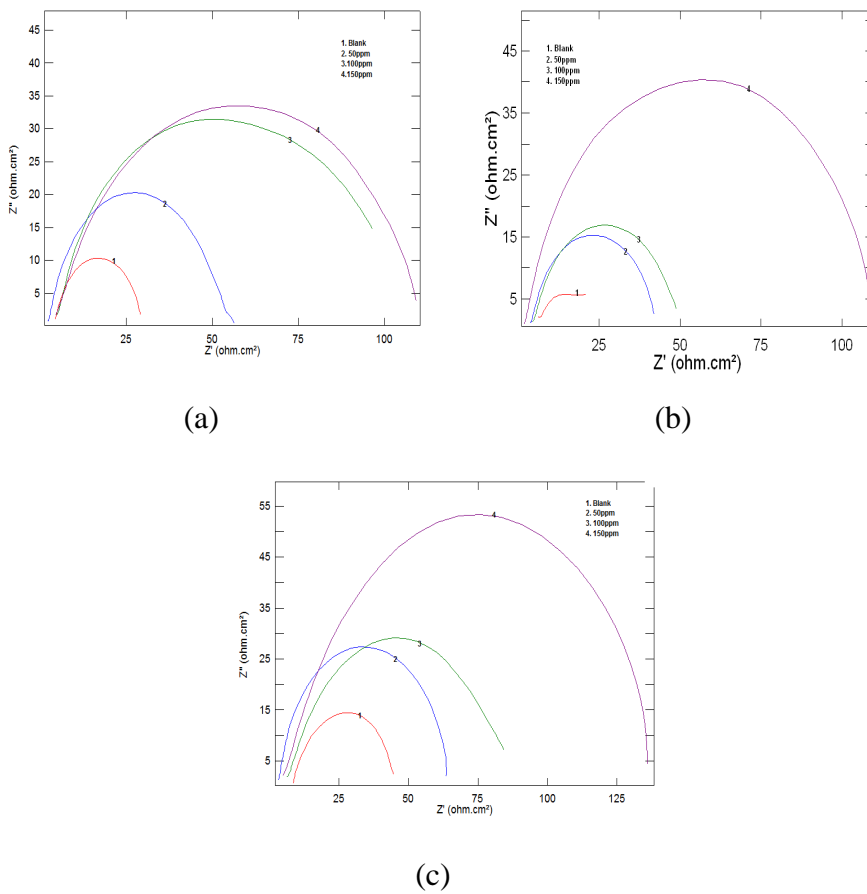 45
40
35
30
25
20
15
10
5
Z" (ohm.cm²)
1. Blank
2. 50ppm
3.100ppm
4.150ppm
1
2
3
4
25
50
75
100
Z' (ohm.cm²)
(a)
45
35
25
15
5
Z" (ohm.cm²)
1. Blank
2. 50ppm
3. 100ppm
4. 150ppm
1
2
3
4
25
50
75
100
Z' (ohm.cm²)
(b)
55
45
35
25
15
5
Z" (ohm.cm²)
1. Blank
2. 50ppm
3. 100ppm
4. 150ppm
1
2
3
4
25
50
75
100
125
Z' (ohm.cm²)
(c)